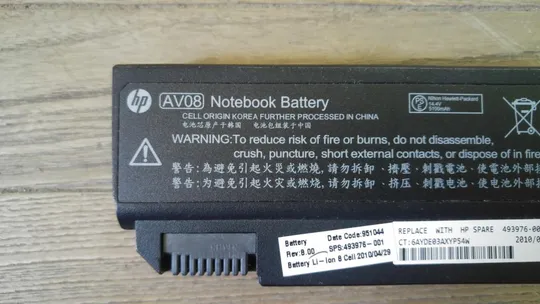 hp AV08 Notebook Battery
CELL ORIGIN KOREA FURTHER PROCESSED IN CHINA
电池芯原产于韩国 电池包组装于中国
Hewlett-Packard
14.4V
5100mAh
WARNING:To reduce risk of fire or burns, do not disassemble,
crush, puncture, short external contacts, or dispose of in
警告:為避免引起火災或燃燒,請勿拆卸、擠壓、刺戳電池、使電池外
警告:为避免引起火灾或燃烧,请勿拆卸、挤压、刺戳电池、使电池外
Battery Date Code:951044
Rev:8.00 SPS:493976-001
Battery Li-Ion 8 Cell 2010/04/29
REPLACE WITH HP SPARE 493976-00
CT:6AYDE03AXYP54W 2010/0